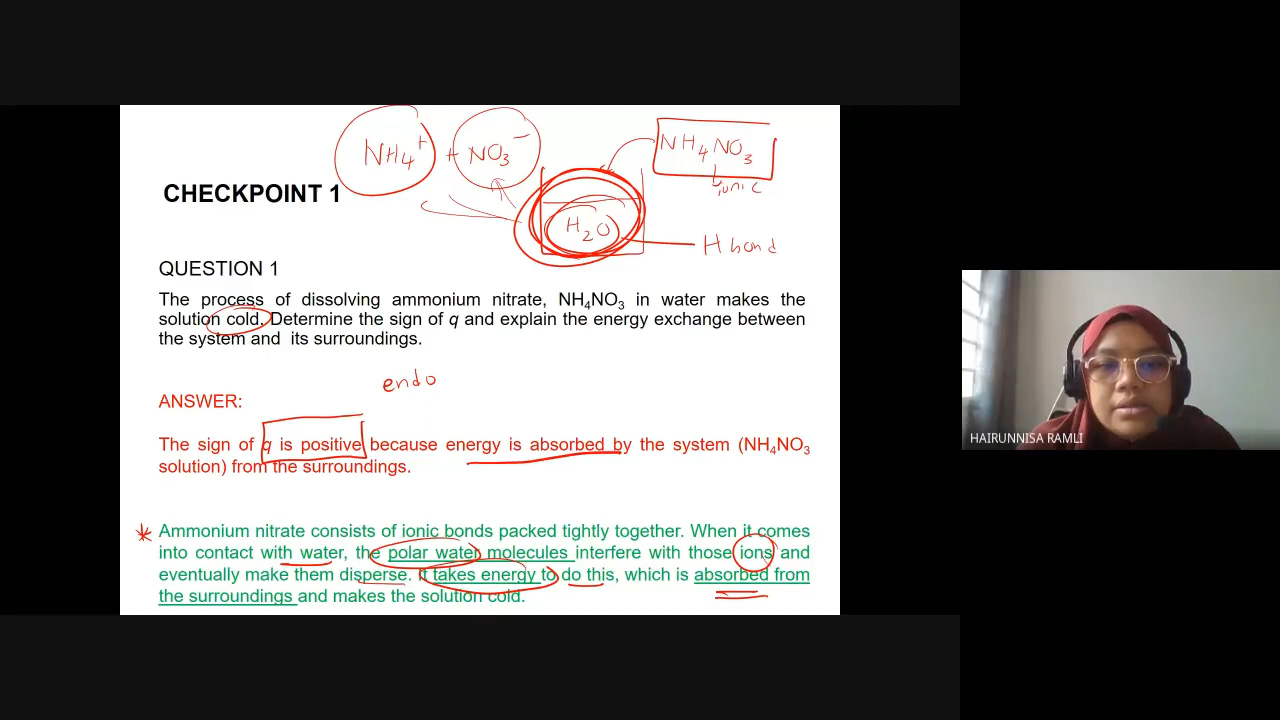 NH4+ + NO3−
NH4NO3
ionic
CHECKPOINT 1
H2O
H bond
QUESTION 1
The process of dissolving ammonium nitrate, NH4NO3 in water makes the
solution cold. Determine the sign of q and explain the energy exchange between
the system and its surroundings.
endo
ANSWER:
The sign of q is positive because energy is absorbed by the system (NH4NO3
solution) from the surroundings.
* Ammonium nitrate consists of ionic bonds packed tightly together. When it comes
into contact with water, the polar water molecules interfere with those ions and
eventually make them disperse. It takes energy to do this, which is absorbed from
the surroundings and makes the solution cold.
HAIRUNNISA RAMLI